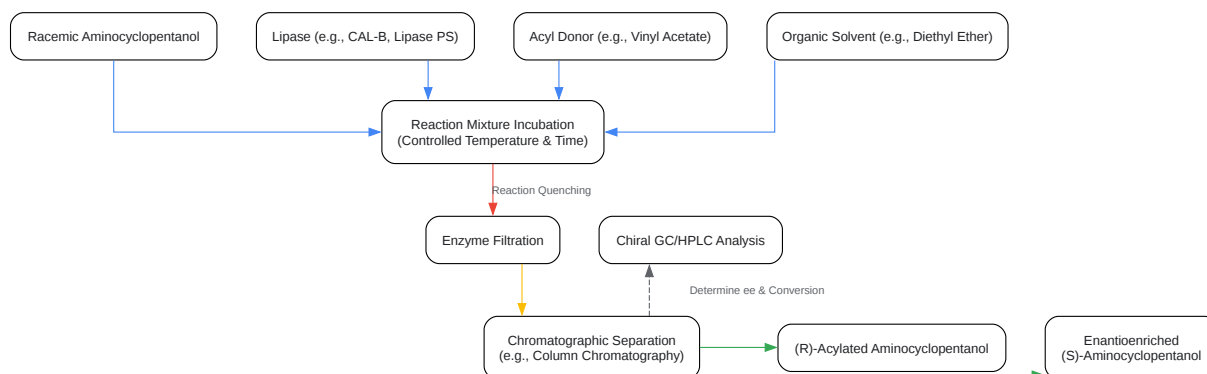 Racemic Aminocyclopentanol
Lipase (e.g., CAL-B, Lipase PS)
Acyl Donor (e.g., Vinyl Acetate)
Organic Solvent (e.g., Diethyl Ether)
Reaction Mixture Incubation
(Controlled Temperature & Time)
Reaction Quenching
Enzyme Filtration
Chiral GC/HPLC Analysis
Determine ee & Conversion
Chromatographic Separation
(e.g., Column Chromatography)
(R)-Acylated Aminocyclopentanol
Enantioenriched
(S)-Aminocyclopentanol